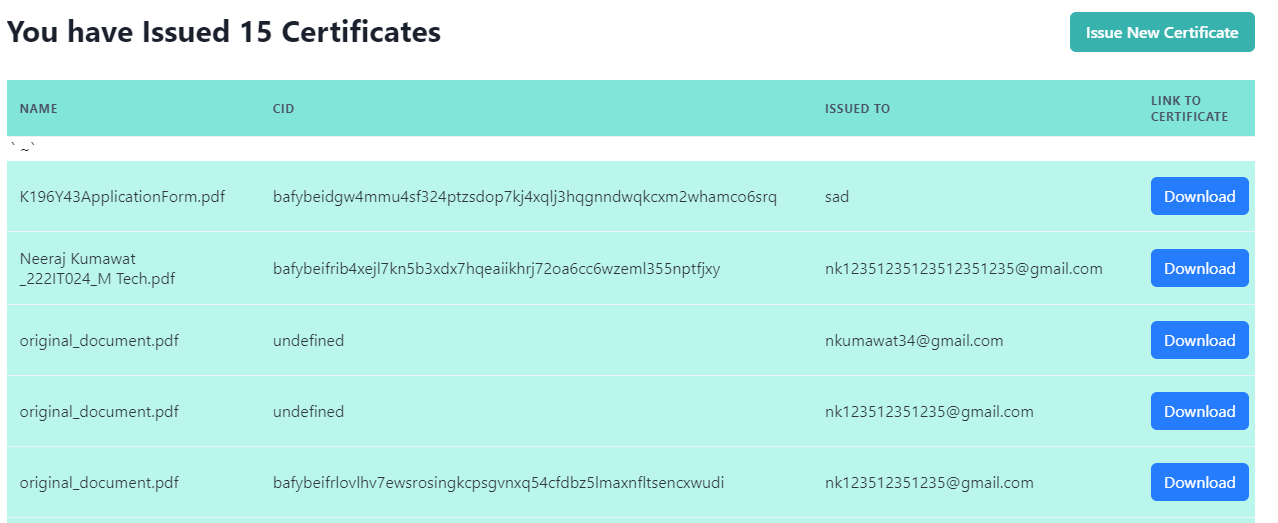 You have Issued 15 Certificates
Issue New Certificate
NAME CID ISSUED TO LINK TO
CERTIFICATE
` ~`
K196Y43ApplicationForm.pdf bafybeidgw4mmu4sf324ptzsdop7kj4xqlj3hqgnndwqkcxm2whamco6srq sad Download
Neeraj Kumawat
_222IT024_M Tech.pdf bafybeifrib4xejl7kn5b3xdx7hqeaiikhrj72oa6cc6wzeml355nptfjxy nk12351235123512351235@gmail.com Download
original_document.pdf undefined nkumawat34@gmail.com Download
original_document.pdf undefined nk123512351235@gmail.com Download
original_document.pdf bafybeifrlovlhv7ewsrosingkcpsgvnxq54cfdbz5lmaxnfltsencxwudi nk123512351235@gmail.com Download